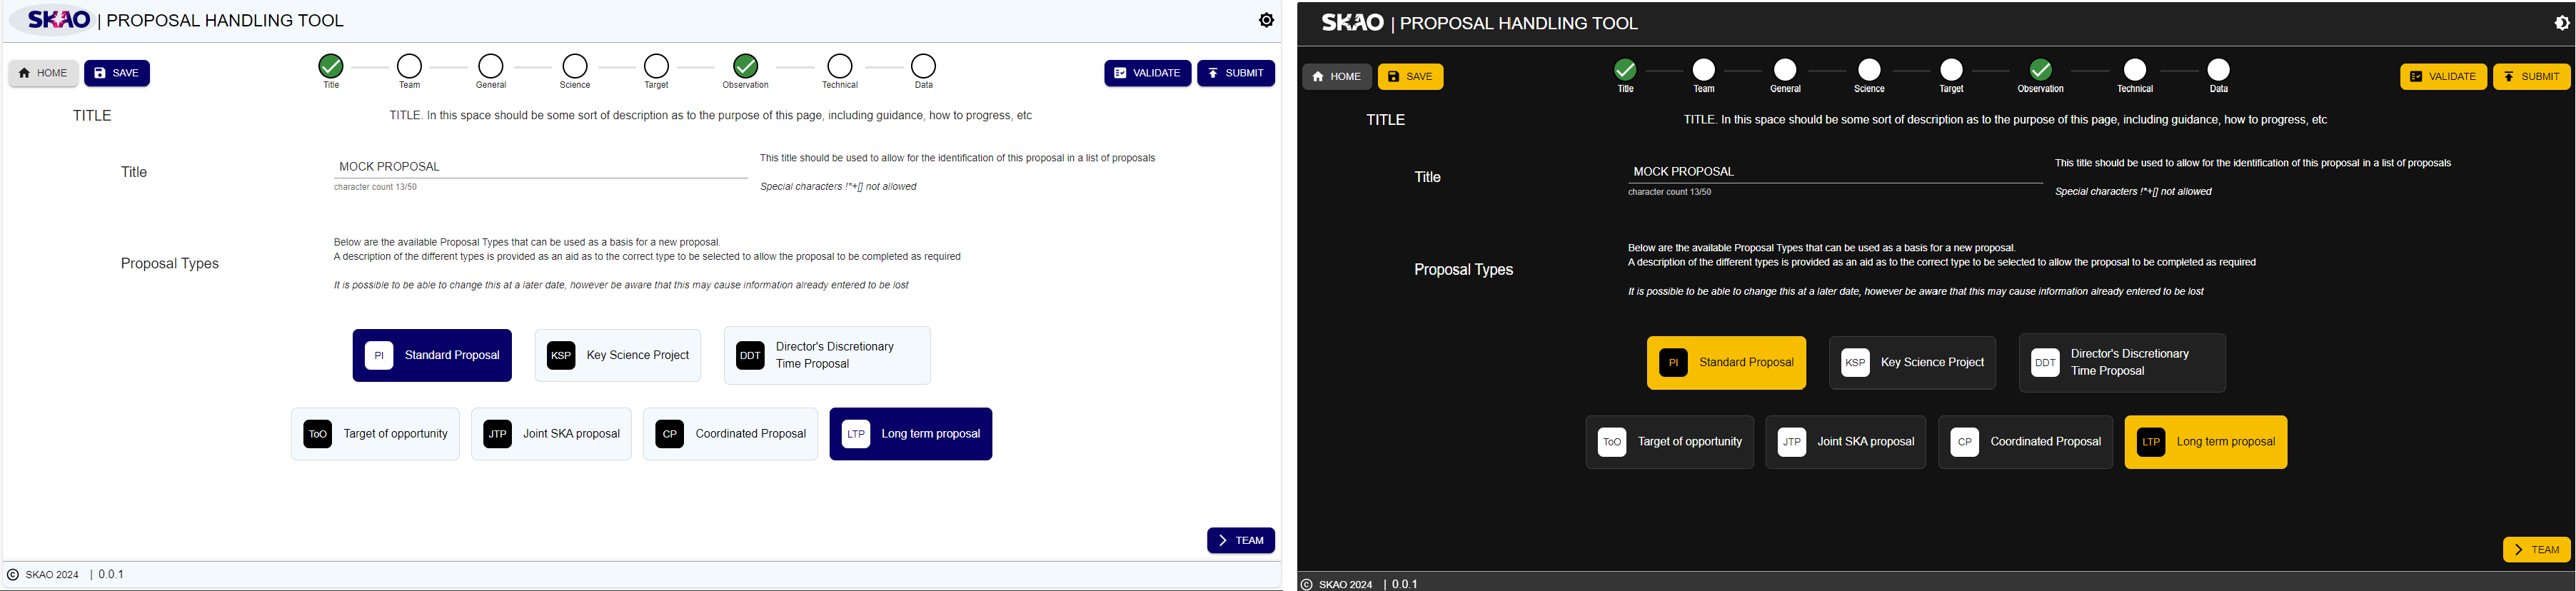 SKAO | PROPOSAL HANDLING TOOL
HOME SAVE
Title Team General Science Target Observation Technical Data
VALIDATE SUBMIT
TITLE
TITLE. In this space should be some sort of description as to the purpose of this page, including guidance, how to progress, etc
Title
MOCK PROPOSAL
character count 13/50
This title should be used to allow for the identification of this proposal in a list of proposals
Special characters !*+[] not allowed
Proposal Types
Below are the available Proposal Types that can be used as a basis for a new proposal.
A description of the different types is provided as an aid as to the correct type to be selected to allow the proposal to be completed as required
It is possible to be able to change this at a later date, however be aware that this may cause information already entered to be lost
PI Standard Proposal
KSP Key Science Project
DDT Director's Discretionary
Time Proposal
ToO Target of opportunity
JTP Joint SKA proposal
CP Coordinated Proposal
LTP Long term proposal
TEAM
© SKAO 2024 | 0.0.1
SKAO | PROPOSAL HANDLING TOOL
HOME SAVE
Title Team General Science Target Observation Technical Data
VALIDATE SUBMIT
TITLE
TITLE. In this space should be some sort of description as to the purpose of this page, including guidance, how to progress, etc
Title
MOCK PROPOSAL
character count 13/50
This title should be used to allow for the identification of this proposal in a list of proposals
Special characters !*+[] not allowed
Proposal Types
Below are the available Proposal Types that can be used as a basis for a new proposal.
A description of the different types is provided as an aid as to the correct type to be selected to allow the proposal to be completed as required
It is possible to be able to change this at a later date, however be aware that this may cause information already entered to be lost
PI Standard Proposal
KSP Key Science Project
DDT Director's Discretionary
Time Proposal
ToO Target of opportunity
JTP Joint SKA proposal
CP Coordinated Proposal
LTP Long term proposal
TEAM
© SKAO 2024 | 0.0.1